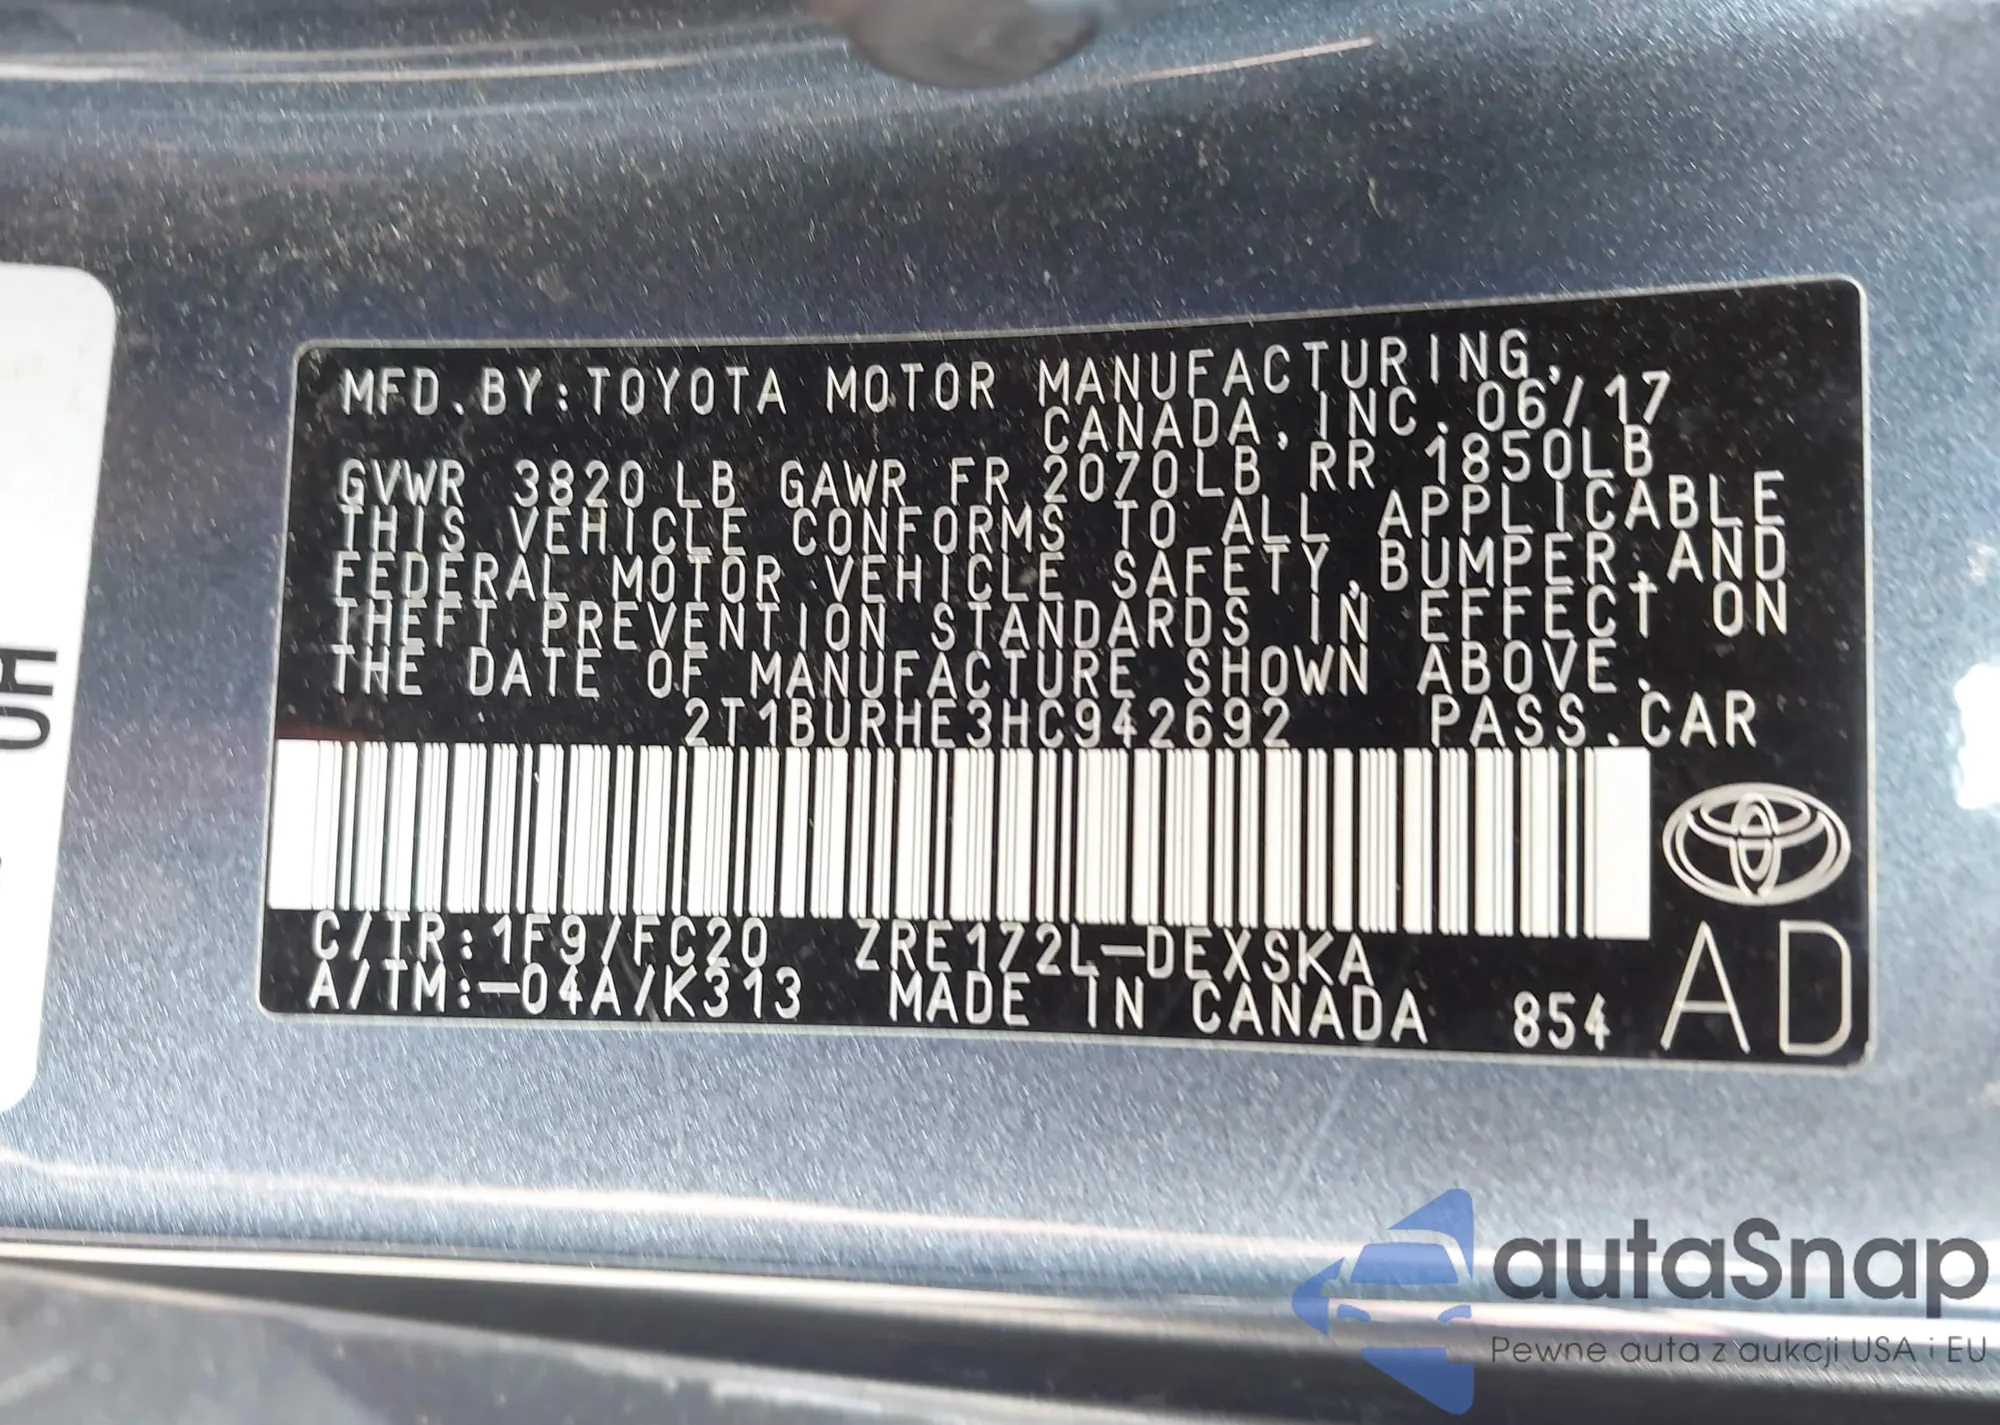 MFD.BY:TOYOTA MOTOR MANUFACTURING,
CANADA, INC. 06/17
GVWR 3820LB GAWR FR 2070LB RR 1850LB
THIS VEHICLE CONFORMS TO ALL APPLICABLE
FEDERAL MOTOR VEHICLE SAFETY, BUMPER, AND
THEFT PREVENTION STANDARDS IN EFFECT ON
THE DATE OF MANUFACTURE SHOWN ABOVE.
2T1BURHE3HC942692 PASS.CAR
C/TR:1F9/FC20 ZRE172L-DEXSKA
A/TM:-04A/K313 MADE IN CANADA 854
AD
autaSnap
Pewne auta z aukcji USA i EU